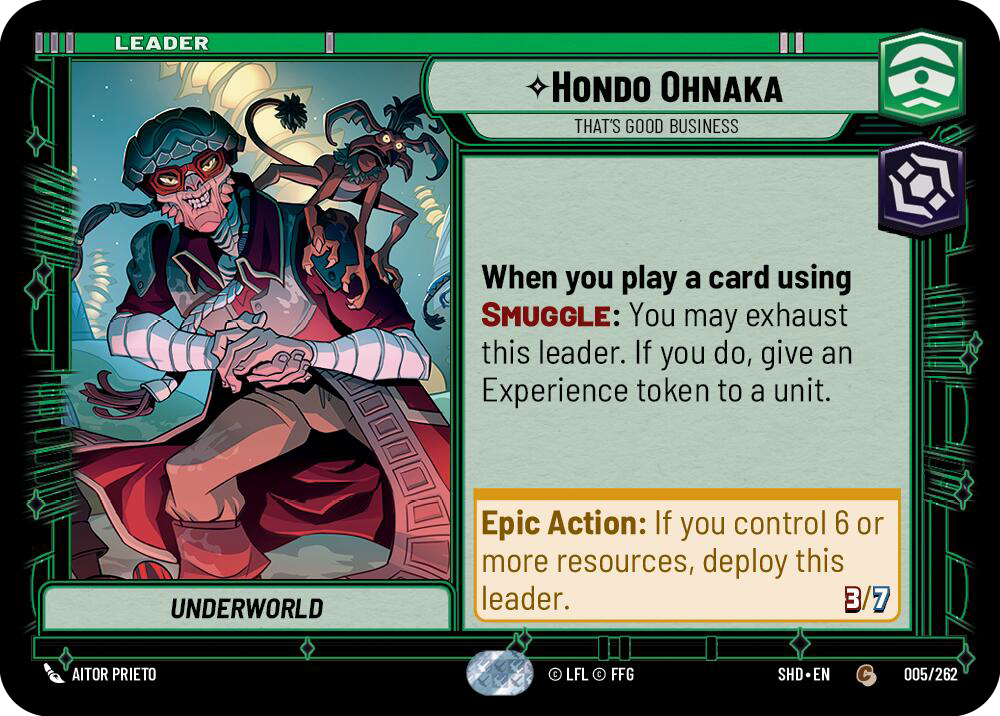 LEADER
✧HONDO OHNAKA
THAT'S GOOD BUSINESS
When you play a card using
SMUGGLE: You may exhaust
this leader. If you do, give an
Experience token to a unit.
Epic Action: If you control 6 or
more resources, deploy this
leader.
3/7
UNDERWORLD
AITOR PRIETO
© LFL © FFG
SHD•EN
C
005/262